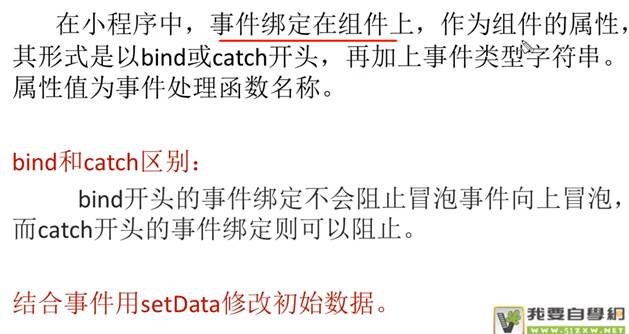 在小程序中，事件绑定在组件上，作为组件的属性，
其形式是以bind或catch开头，再加上事件类型字符串。
属性值为事件处理函数名称。
bind和catch区别：
bind开头的事件绑定不会阻止冒泡事件向上冒泡，
而catch开头的事件绑定则可以阻止。
结合事件用setData修改初始数据。
我要自學網
WWW.51ZXW.NET